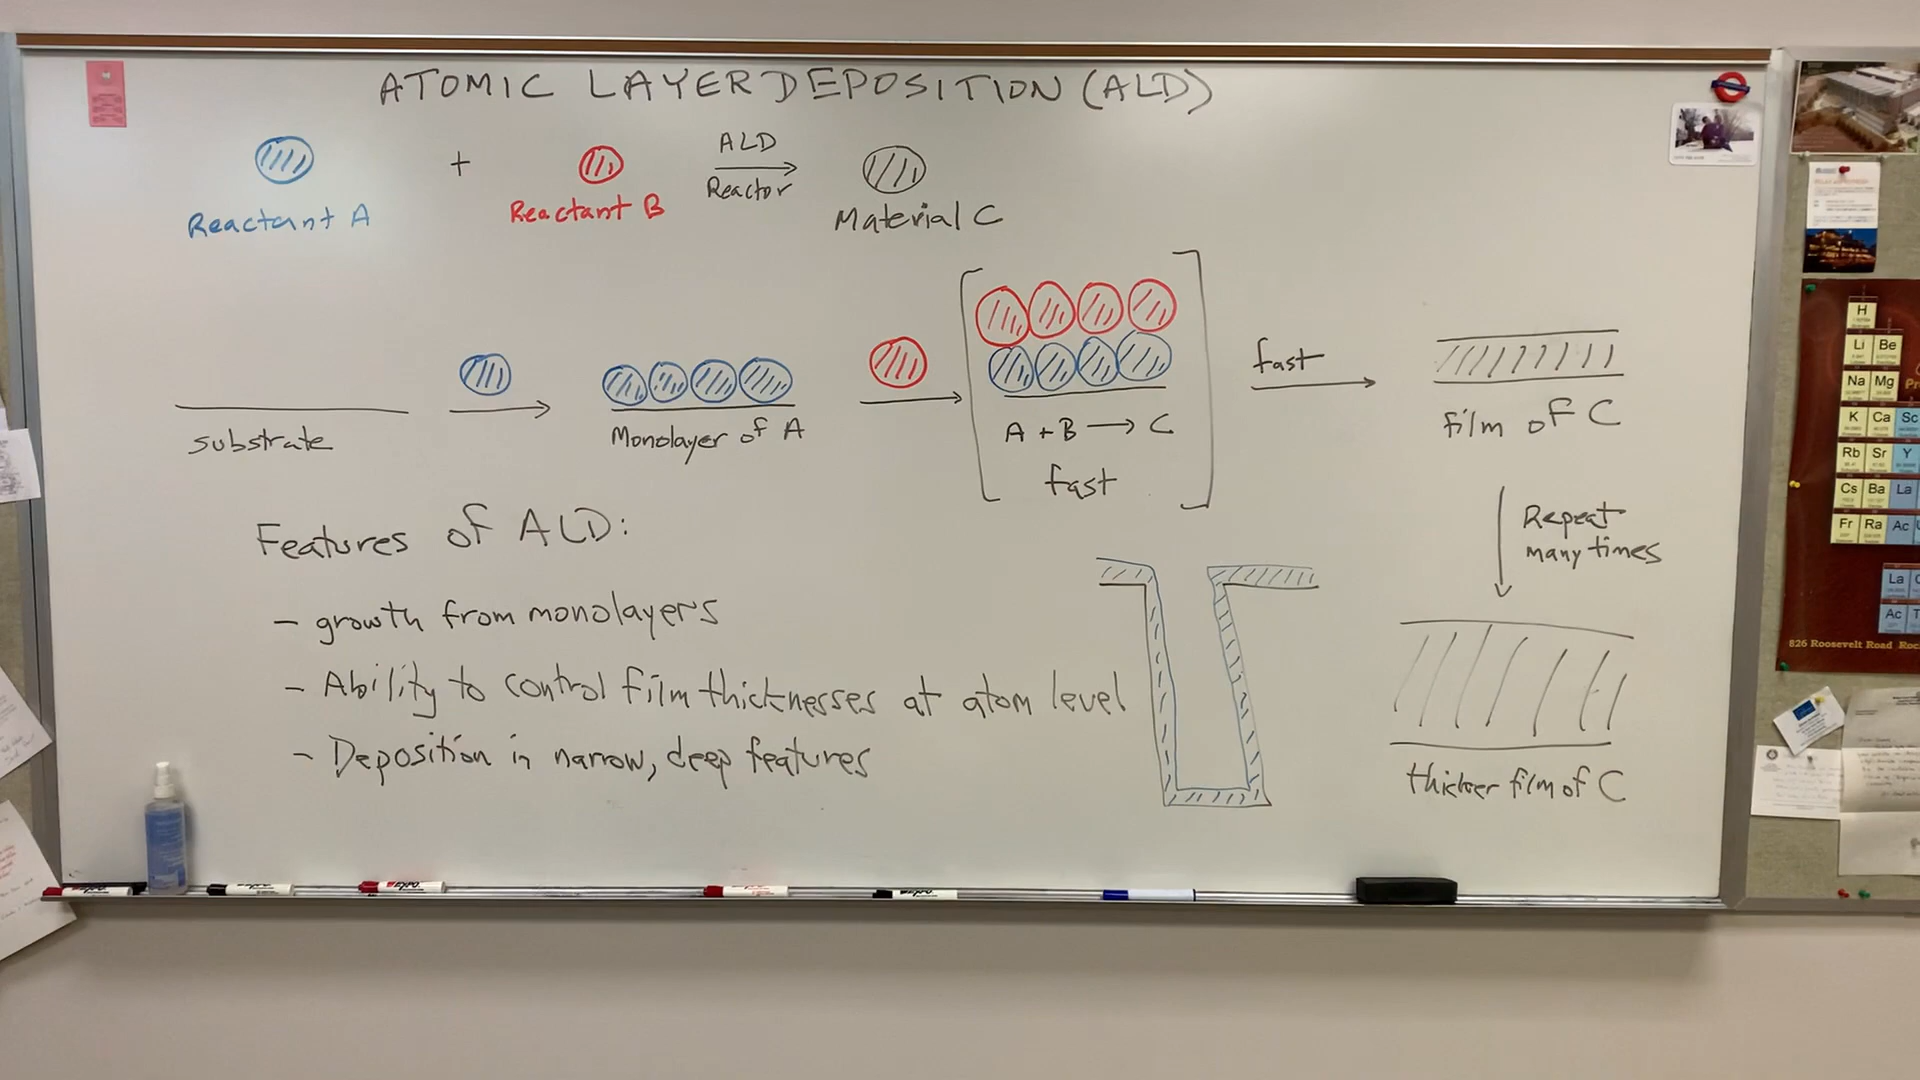 ATOMIC LAYER DEPOSITION (ALD)
+
ALD
Reactor
Reactant A
Reactant B
Material C
substrate
Monolayer of A
A + B → C
fast
fast
film of C
Repeat
many times
thicker film of C
Features of ALD:
- growth from monolayers
- Ability to control film thicknesses at atom level
- Deposition in narrow, deep features
EXPO
H
Li Be
Na Mg
K Ca Sc
Rb Sr Y
Cs Ba La
Fr Ra Ac
La
Ac
826 Roosevelt Road